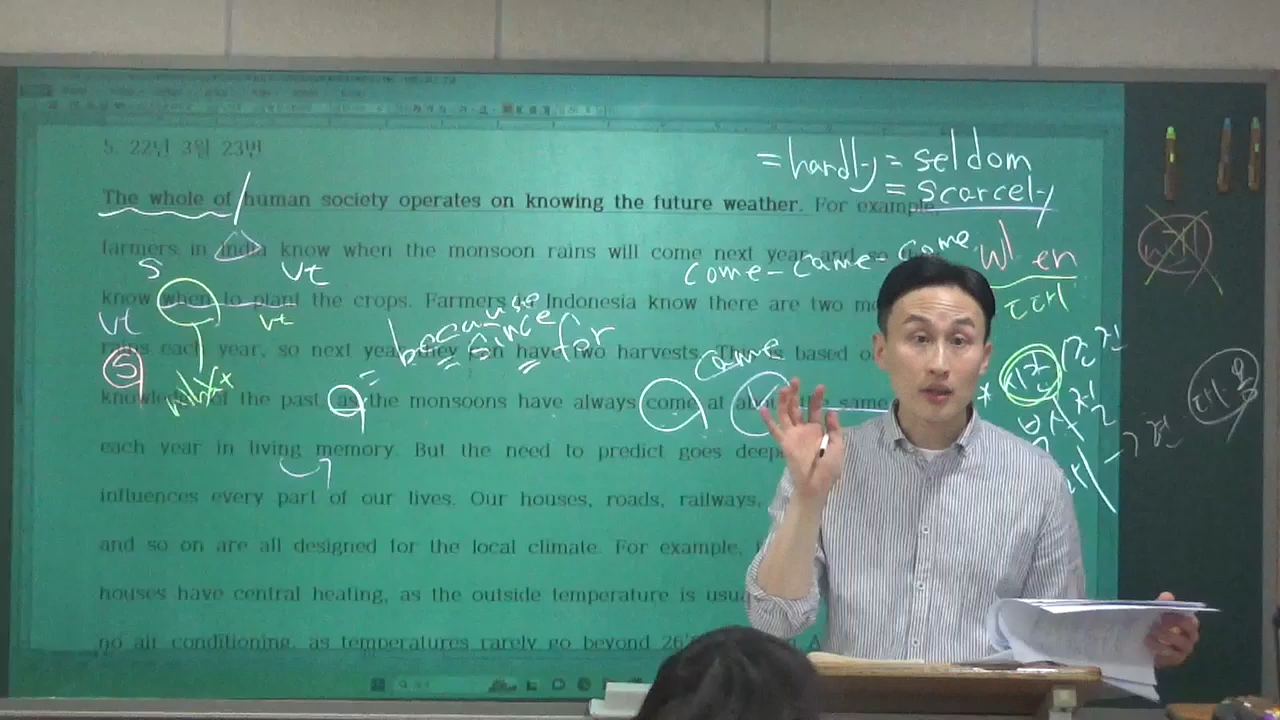 5. 22년 3월 23번
= hardly = seldom
= scarcely
The whole of human society operates on knowing the future weather. For example
farmers in India know when the monsoon rains will come next year and so
come - came - come
know when to plant the crops. Farmers in Indonesia know there are two
s
vt
vt
vt
S
= because
= since
for
came
rains each year, so next year they can have two harvests. This is based
knowledge of the past as the monsoons have always come at about the same
each year in living memory. But the need to predict goes
influences every part of our lives. Our houses, roads, railways,
and so on are all designed for the local climate. For example,
houses have central heating, as the outside temperature is
no air conditioning, as temperatures rarely go beyond 26